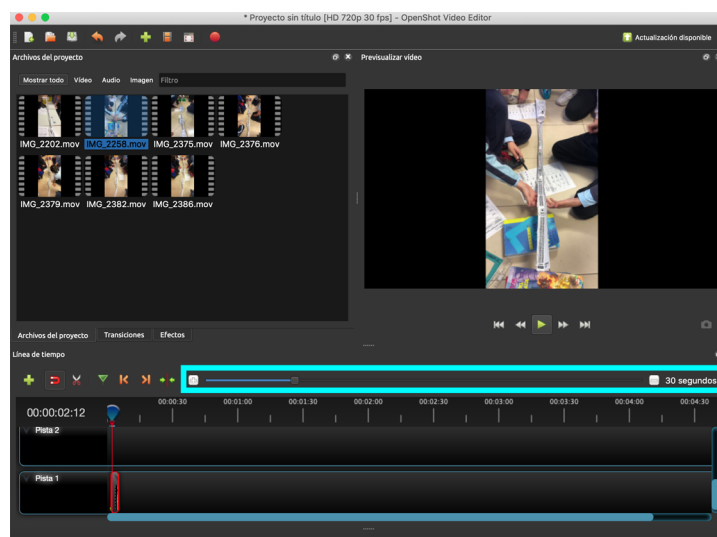 * Proyecto sin título [HD 720p 30 fps] - OpenShot Video Editor
Actualización disponible
Archivos del proyecto
Previsualizar vídeo
Mostrar todo Vídeo Audio Imagen Filtro
IMG_2202.mov IMG_2258.mov IMG_2375.mov IMG_2376.mov
IMG_2379.mov IMG_2382.mov IMG_2386.mov
Archivos del proyecto Transiciones Efectos
Línea de tiempo
30 segundos
00:00:02:12
00:00:30 00:01:00 00:01:30 00:02:00 00:02:30 00:03:00 00:03:30 00:04:00 00:04:30
Pista 2
Pista 1